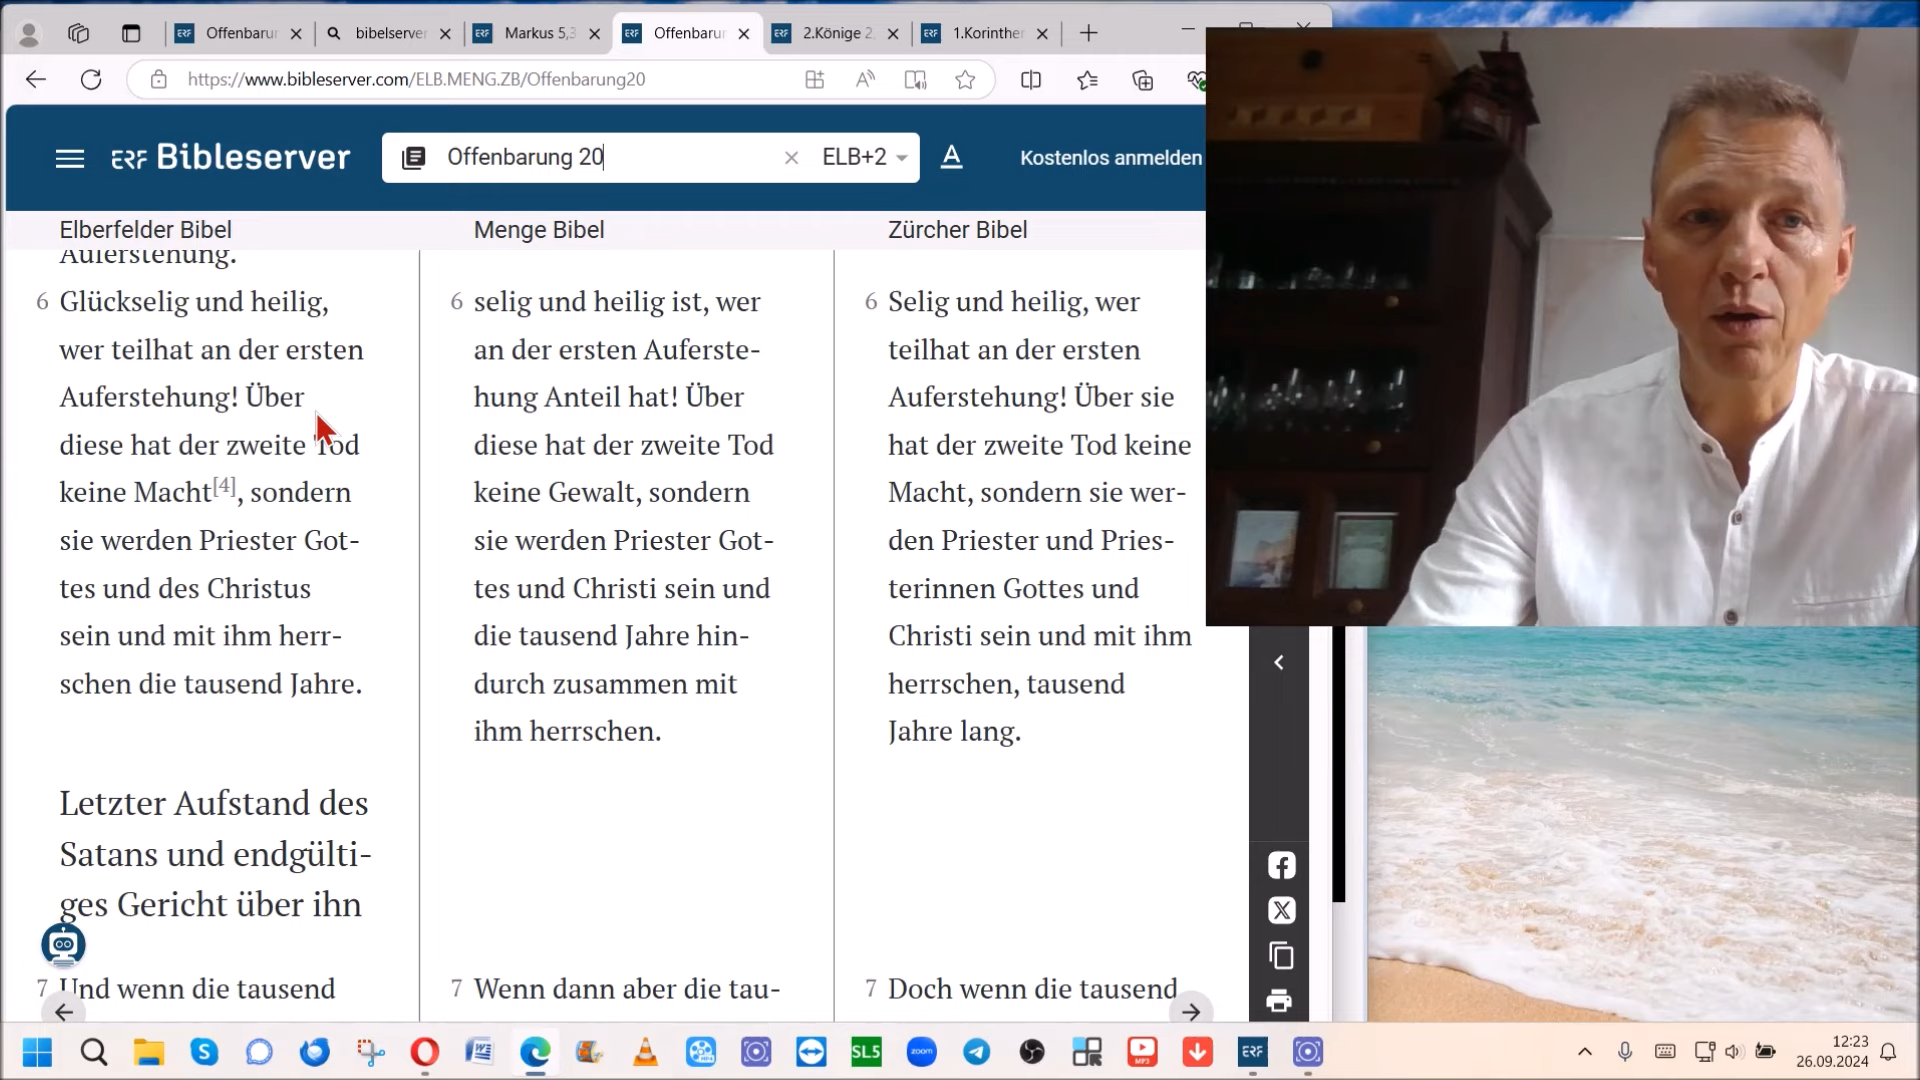 Offenbarun
bibelserver
Markus 5,3
Offenbarun
2.Könige 2,
1.Korinther
https://www.bibleserver.com/ELB.MENG.ZB/Offenbarung20
ERF Bibleserver
Offenbarung 20
ELB+2
Kostenlos anmelden
Elberfelder Bibel
Auferstehung.
6 Glückselig und heilig,
wer teilhat an der ersten
Auferstehung! Über
diese hat der zweite Tod
keine Macht[4], sondern
sie werden Priester Got-
tes und des Christus
sein und mit ihm herr-
schen die tausend Jahre.
Letzter Aufstand des
Satans und endgülti-
ges Gericht über ihn
7 Und wenn die tausend
Menge Bibel
6 selig und heilig ist, wer
an der ersten Auferste-
hung Anteil hat! Über
diese hat der zweite Tod
keine Gewalt, sondern
sie werden Priester Got-
tes und Christi sein und
die tausend Jahre hin-
durch zusammen mit
ihm herrschen.
7 Wenn dann aber die tau-
Zürcher Bibel
6 Selig und heilig, wer
teilhat an der ersten
Auferstehung! Über sie
hat der zweite Tod keine
Macht, sondern sie wer-
den Priester und Pries-
terinnen Gottes und
Christi sein und mit ihm
herrschen, tausend
Jahre lang.
7 Doch wenn die tausend
SL5
zoom
MP3
ERF
12:23
26.09.2024